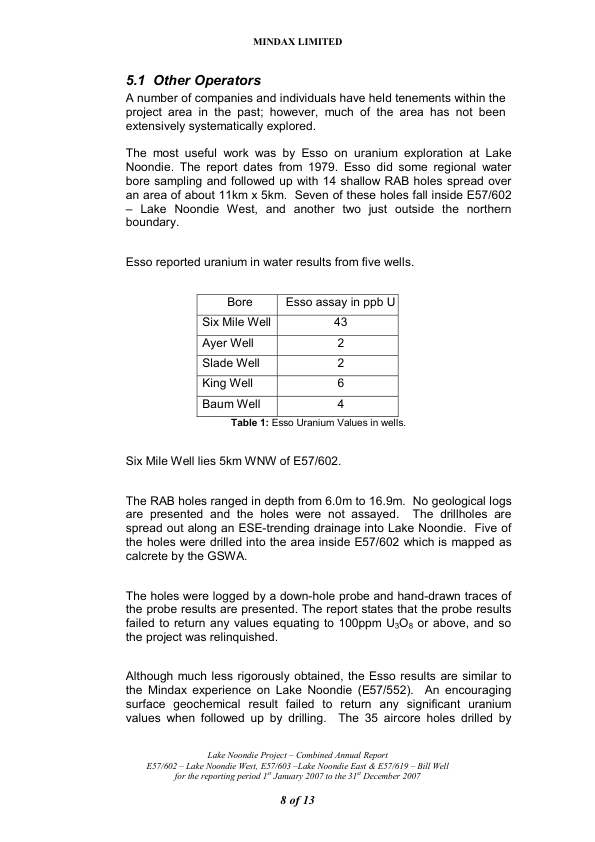 MINDAX LIMITED
5.1 Other Operators
A number of companies and individuals have held tenements within the
project area in the past; however, much of the area has not been
extensively systematically explored.
The most useful work was by Esso on uranium exploration at Lake
Noondie. The report dates from 1979. Esso did some regional water
bore sampling and followed up with 14 shallow RAB holes spread over
an area of about 11km x 5km. Seven of these holes fall inside E57/602
– Lake Noondie West, and another two just outside the northern
boundary.
Esso reported uranium in water results from five wells.
Bore Esso assay in ppb U
Six Mile Well 43
Ayer Well 2
Slade Well 2
King Well 6
Baum Well 4
Table 1: Esso Uranium Values in wells.
Six Mile Well lies 5km WNW of E57/602.
The RAB holes ranged in depth from 6.0m to 16.9m. No geological logs
are presented and the holes were not assayed. The drillholes are
spread out along an ESE-trending drainage into Lake Noondie. Five of
the holes were drilled into the area inside E57/602 which is mapped as
calcrete by the GSWA.
The holes were logged by a down-hole probe and hand-drawn traces of
the probe results are presented. The report states that the probe results
failed to return any values equating to 100ppm U₃O₈ or above, and so
the project was relinquished.
Although much less rigorously obtained, the Esso results are similar to
the Mindax experience on Lake Noondie (E57/552). An encouraging
surface geochemical result failed to return any significant uranium
values when followed up by drilling. The 35 aircore holes drilled by
Lake Noondie Project – Combined Annual Report
E57/602 – Lake Noondie West, E57/603 –Lake Noondie East & E57/619 – Bill Well
for the reporting period 1st January 2007 to the 31st December 2007
8 of 13